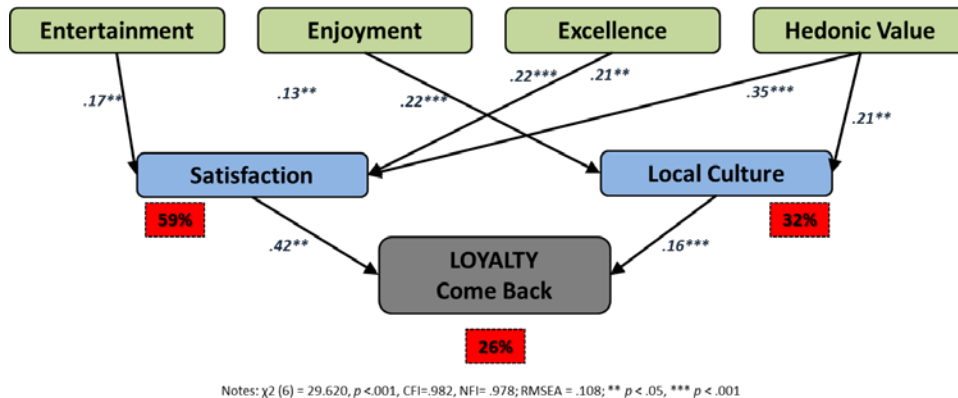 Entertainment
Enjoyment
Excellence
Hedonic Value
.17**
.13**
.22***
.22***
.21**
.35***
.21**
Satisfaction
Local Culture
59%
32%
.42**
.16***
LOYALTY
Come Back
26%
Notes: χ2 (6) = 29.620, p <.001, CFI=.982, NFI= .978; RMSEA = .108; ** p < .05, *** p < .001